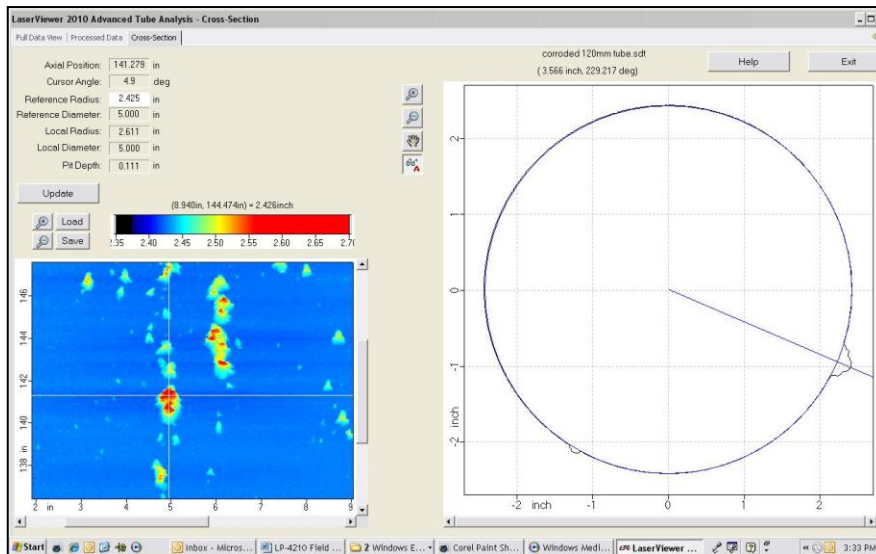 LaserViewer 2010 Advanced Tube Analysis - Cross-Section
Full Data View | Processed Data | Cross-Section
Axial Position: 141.279 in
Cursor Angle: 4.9 deg
Reference Radius: 2.425 in
Reference Diameter: 5.000 in
Local Radius: 2.611 in
Local Diameter: 5.000 in
Pit Depth: 0.111 in
Update
Load
Save
(8.940in, 144.474in) = 2.426inch
2.35 2.40 2.45 2.50 2.55 2.60 2.65 2.70
146
144
142
140
138
in
2 in 3 4 5 6 7 8 9
A
corroded 120mm tube.sdt
( 3.566 inch, 229.217 deg)
Help
Exit
2
1
0
-1
-2
inch
-2 -1 0 1 2
inch
Start
Inbox - Micros...
LP-4210 Field ...
2 Windows E...
Corel Paint Sh...
Windows Medi...
LaserViewer ...
3:33 PM